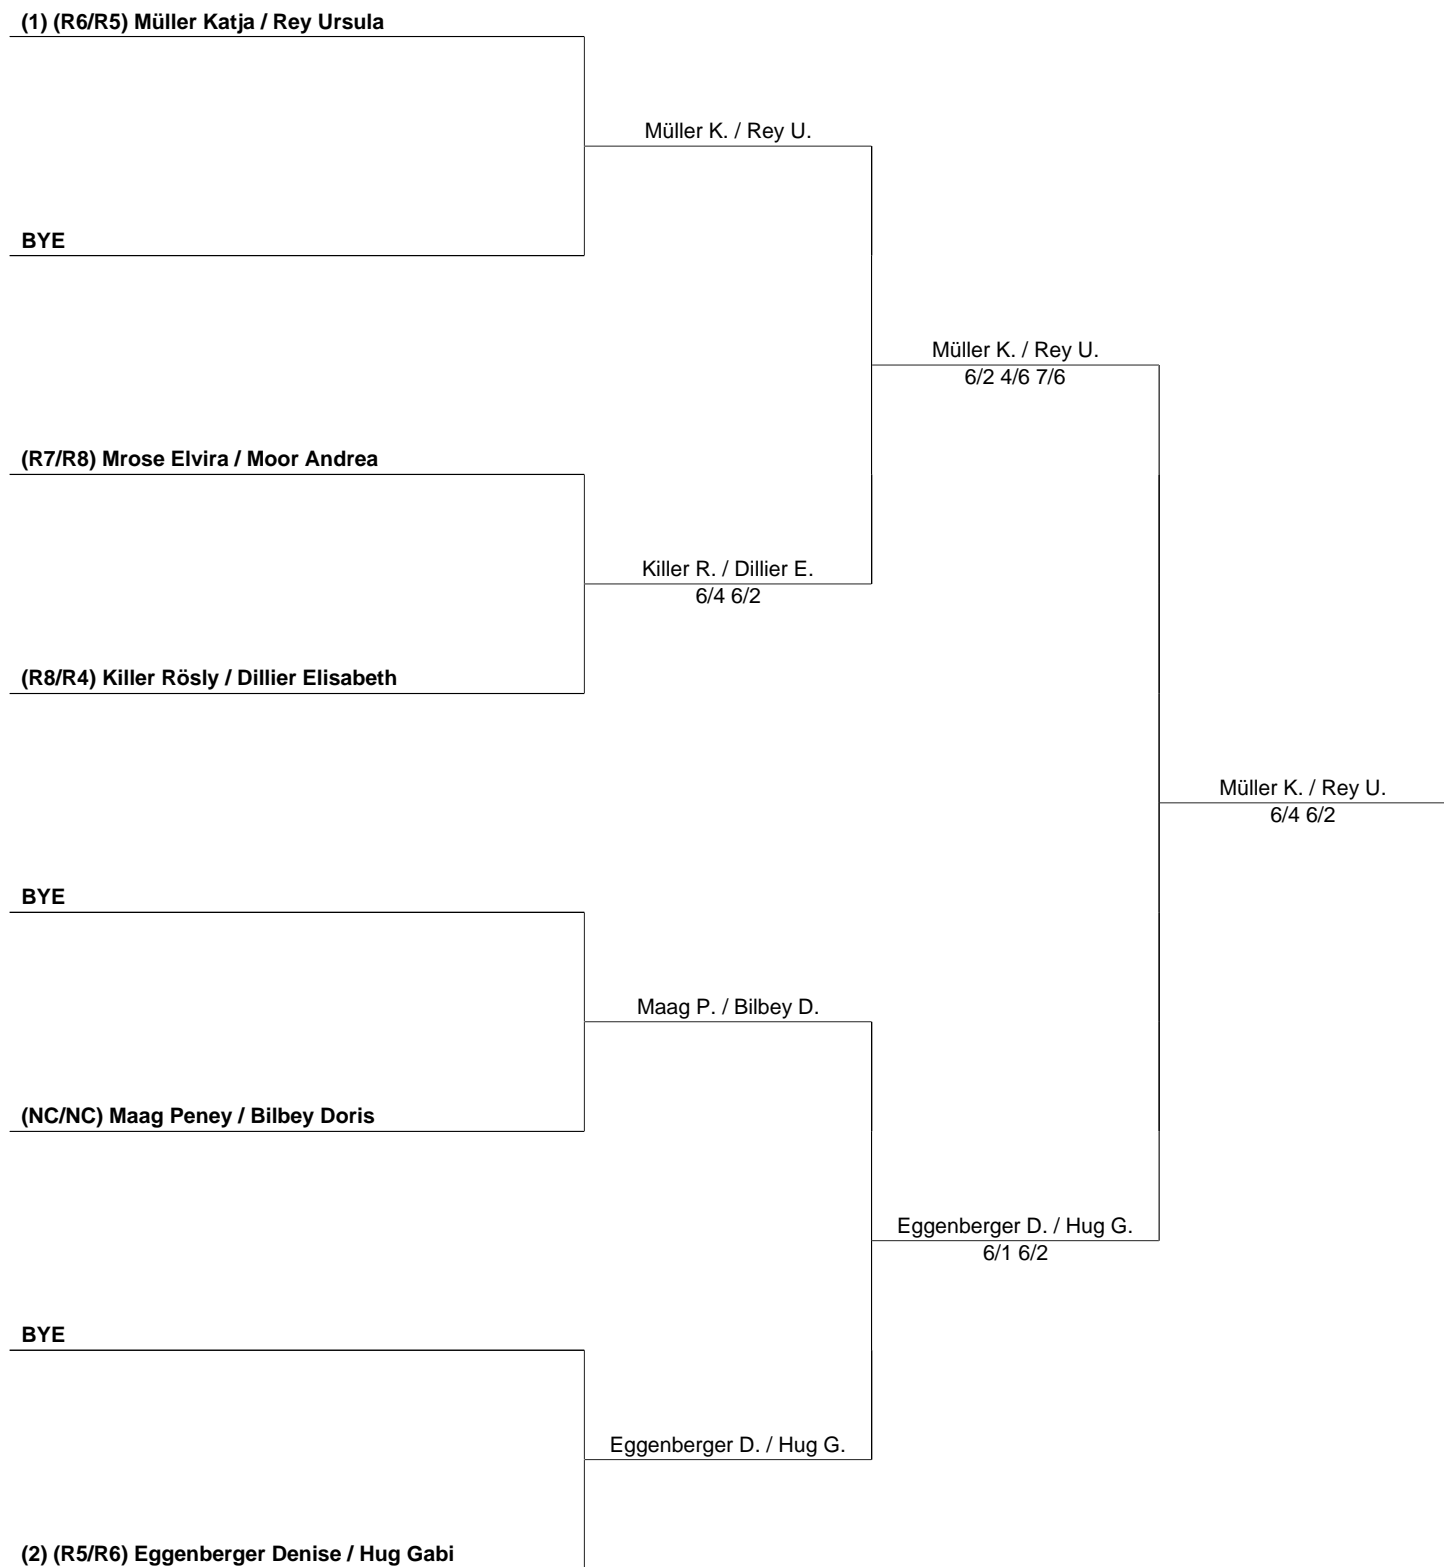 (1) (R6/R5) Müller Katja / Rey Ursula
Müller K. / Rey U.
BYE
Müller K. / Rey U.
6/2 4/6 7/6
(R7/R8) Mrose Elvira / Moor Andrea
Killer R. / Dillier E.
6/4 6/2
(R8/R4) Killer Rösly / Dillier Elisabeth
Müller K. / Rey U.
6/4 6/2
BYE
Maag P. / Bilbey D.
(NC/NC) Maag Peney / Bilbey Doris
Eggenberger D. / Hug G.
6/1 6/2
BYE
Eggenberger D. / Hug G.
(2) (R5/R6) Eggenberger Denise / Hug Gabi